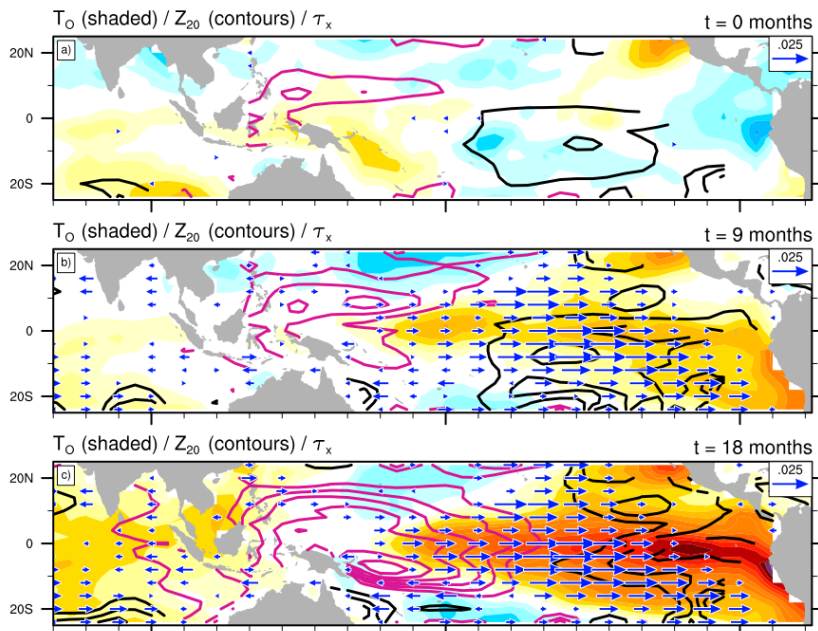 T_O (shaded) / Z_20 (contours) / τ_x t = 0 months
a)
.025
20N
0
20S
T_O (shaded) / Z_20 (contours) / τ_x t = 9 months
b)
.025
20N
0
20S
T_O (shaded) / Z_20 (contours) / τ_x t = 18 months
c)
.025
20N
0
20S